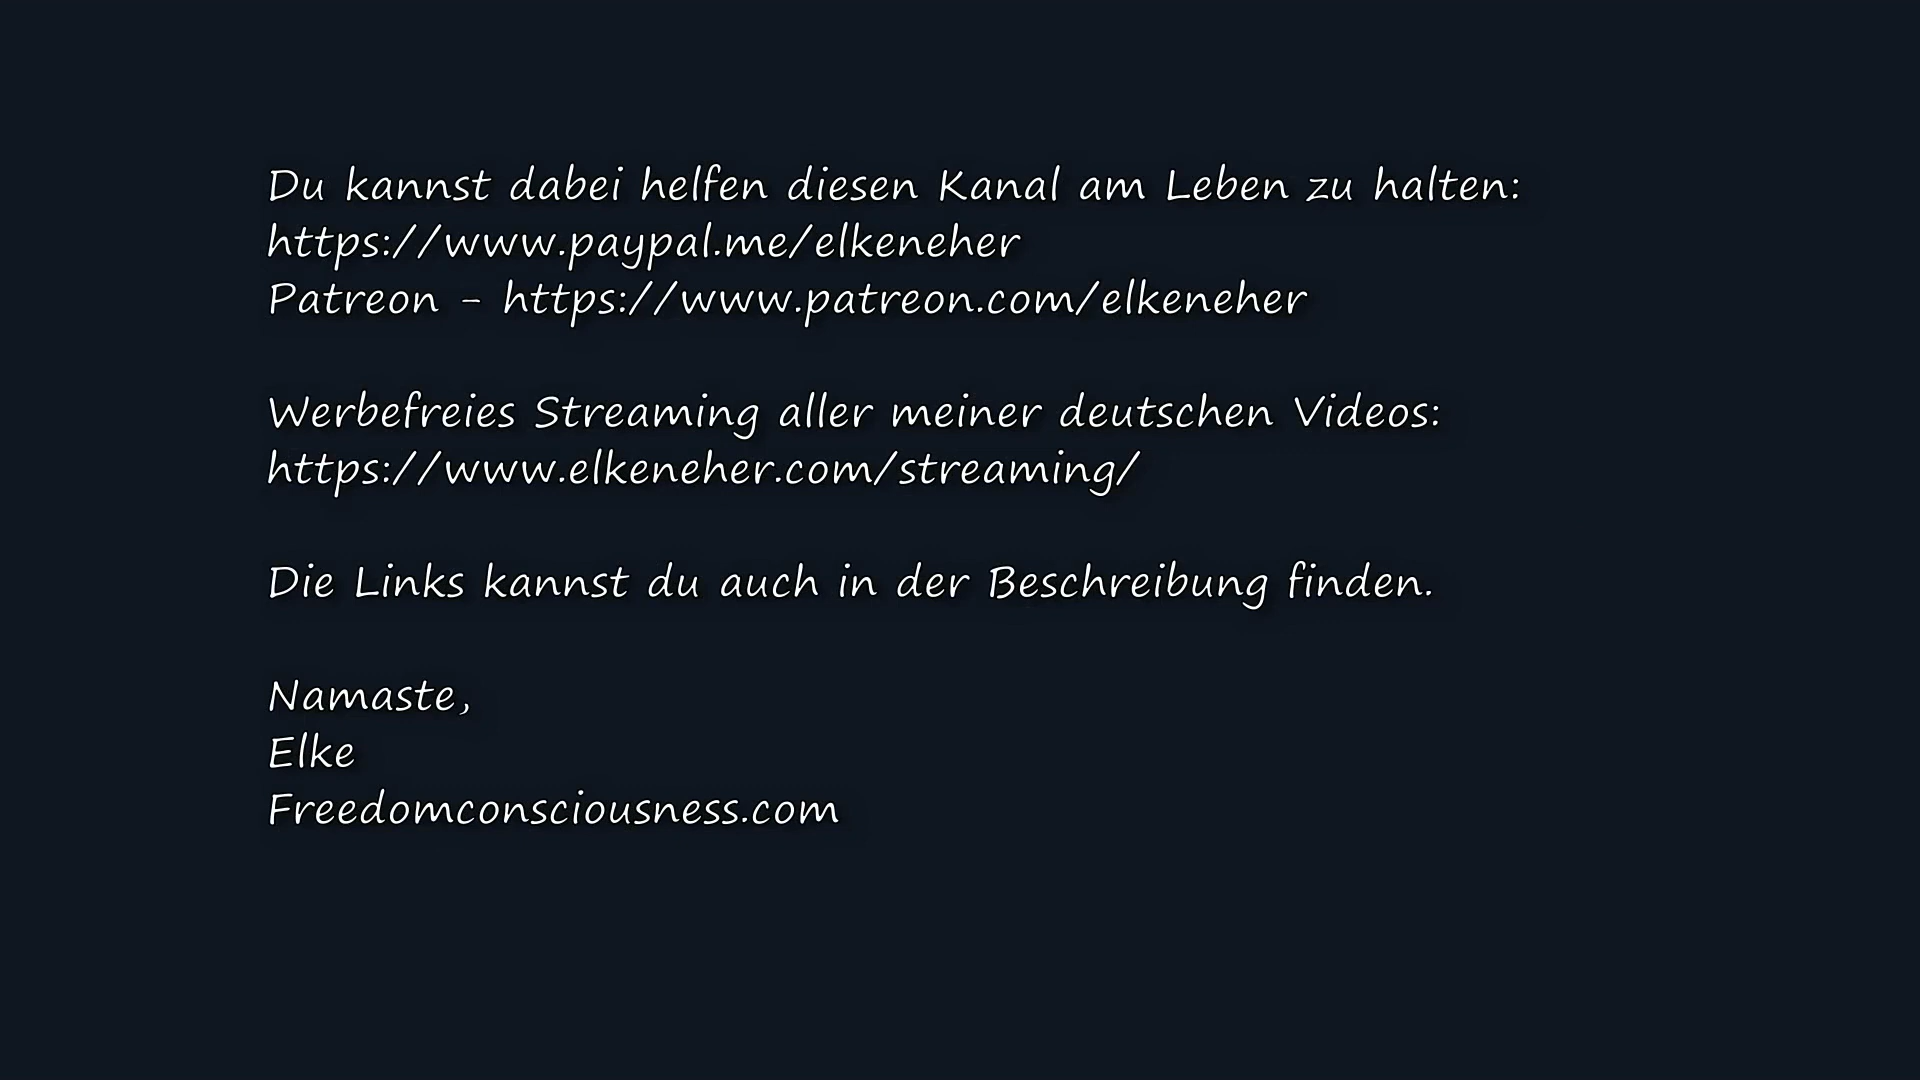 Du kannst dabei helfen diesen Kanal am Leben zu halten:
https://www.paypal.me/elkeneher
Patreon - https://www.patreon.com/elkeneher
Werbefreies Streaming aller meiner deutschen Videos:
https://www.elkeneher.com/streaming/
Die Links kannst du auch in der Beschreibung finden.
Namaste,
Elke
Freedomconsciousness.com